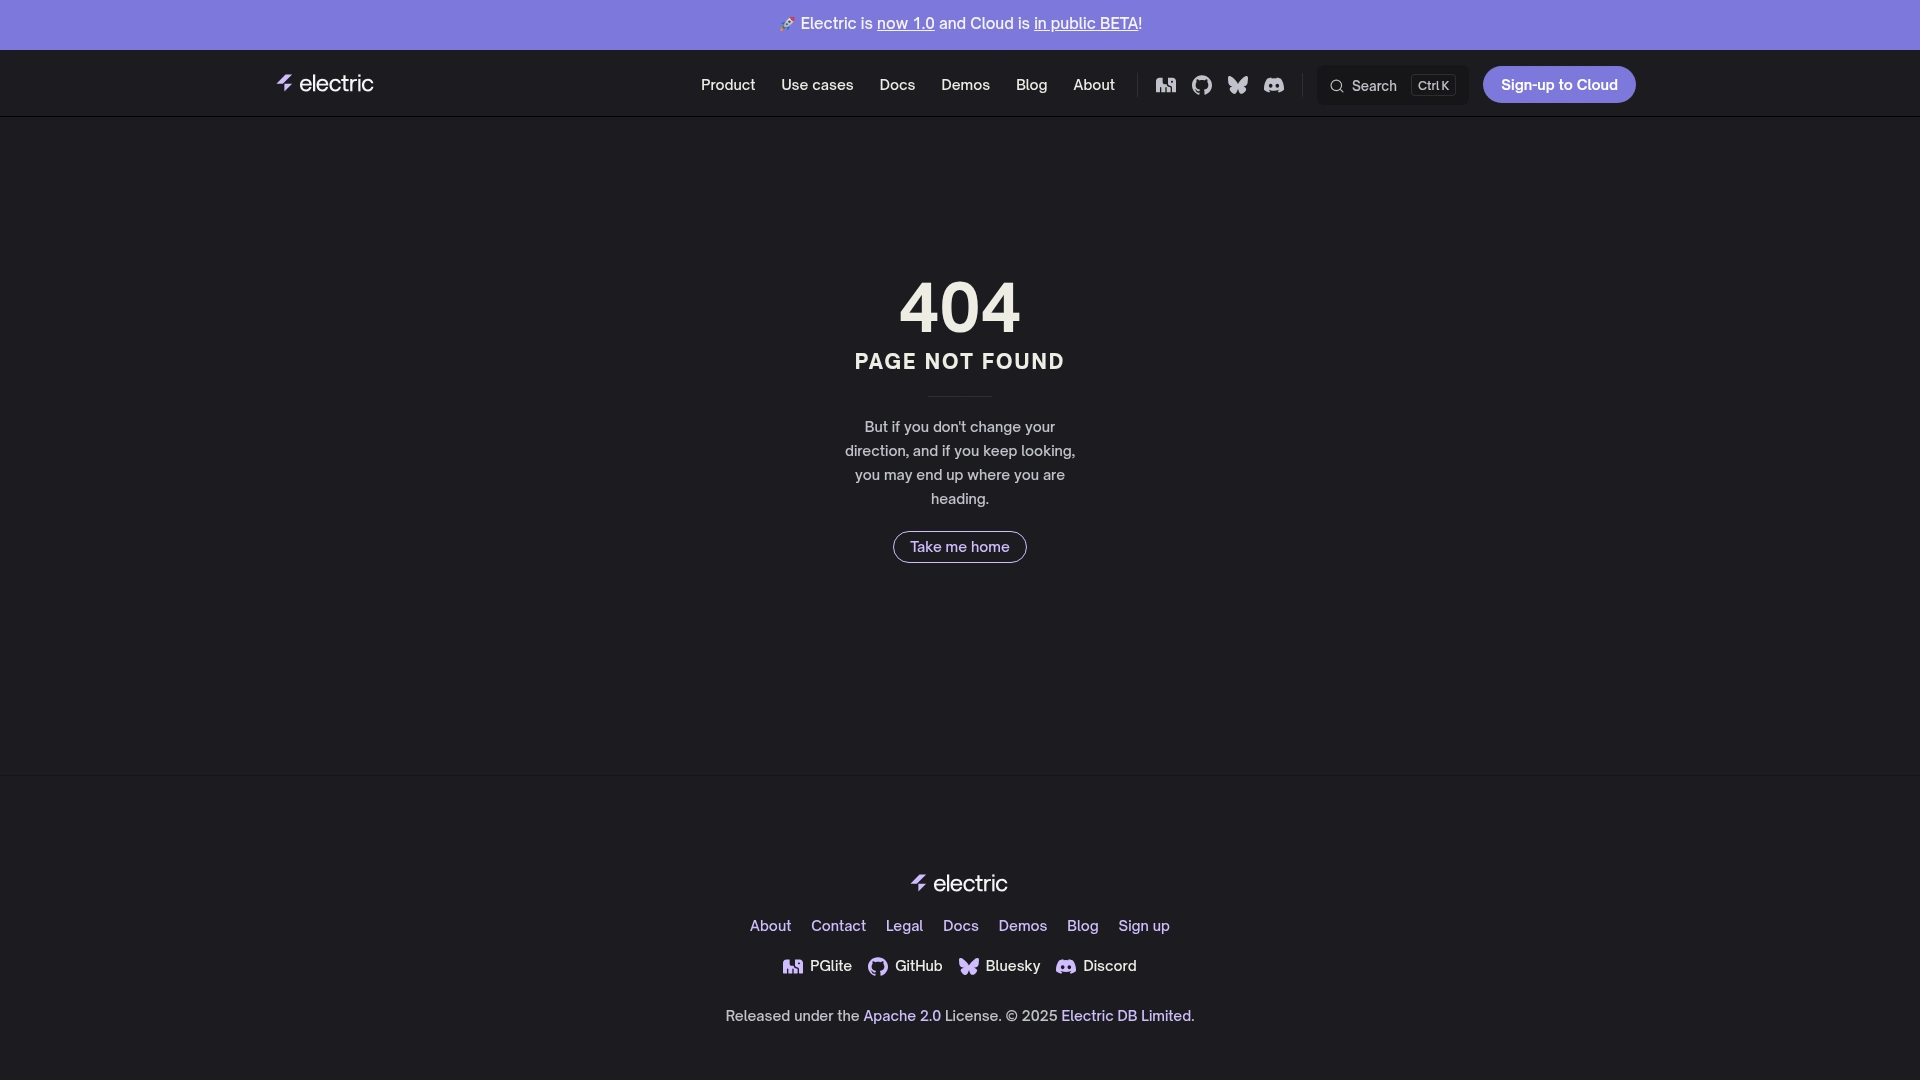 🚀 Electric is now 1.0 and Cloud is in public BETA!
electric
Product Use cases Docs Demos Blog About Search Ctrl K Sign-up to Cloud
404
PAGE NOT FOUND
But if you don't change your
direction, and if you keep looking,
you may end up where you are
heading.
Take me home
electric
About Contact Legal Docs Demos Blog Sign up
PGlite GitHub Bluesky Discord
Released under the Apache 2.0 License. © 2025 Electric DB Limited.